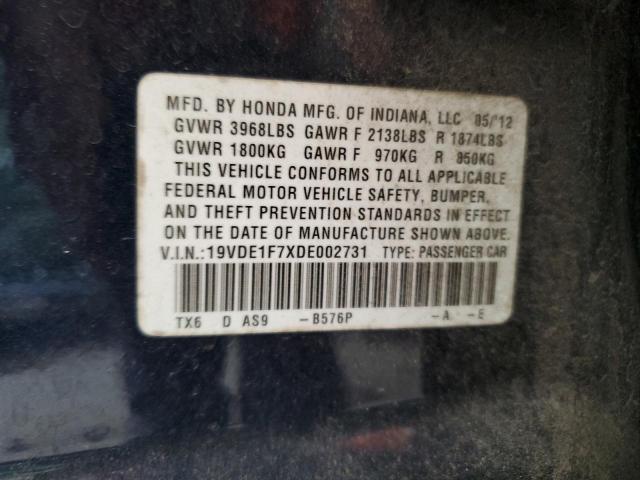 MFD. BY HONDA MFG. OF INDIANA, LLC 05/12
GVWR 3968LBS GAWR F 2138LBS R 1874LBS
GVWR 1800KG GAWR F 970KG R 850KG
THIS VEHICLE CONFORMS TO ALL APPLICABLE
FEDERAL MOTOR VEHICLE SAFETY, BUMPER,
AND THEFT PREVENTION STANDARDS IN EFFECT
ON THE DATE OF MANUFACTURE SHOWN ABOVE.
V.I.N.:19VDE1F7XDE002731 TYPE: PASSENGER CAR
TX6 D AS9 -B576P -A -E